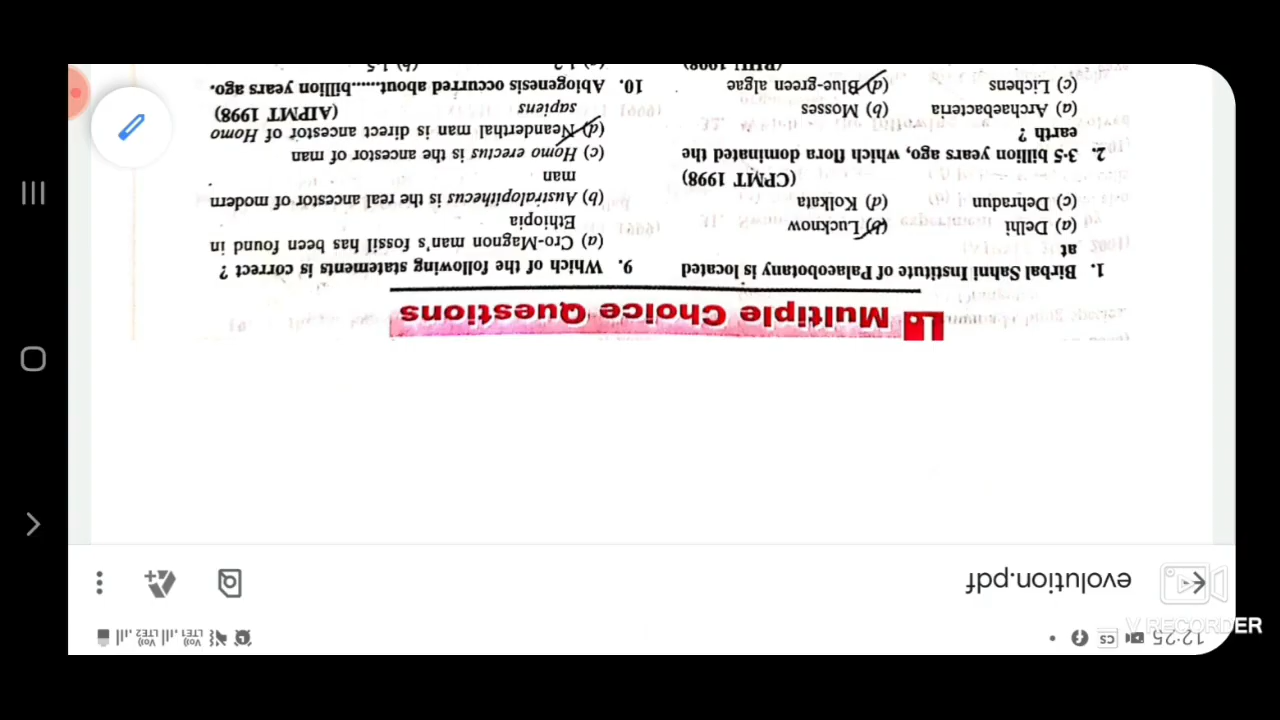 12:25
evolution.pdf
V RECORDER
L
Multiple Choice Questions
1. Birbal Sahni Institute of Palaeobotany is located
at
(a) Delhi (b) Lucknow
(c) Dehradun (d) Kolkata
(CPMT 1998)
2. 3·5 billion years ago, which flora dominated the
earth ?
(a) Archaebacteria (b) Mosses
(c) Lichens (d) Blue-green algae
9. Which of the following statements is correct ?
(a) Cro-Magnon man's fossil has been found in
Ethiopia
(b) Australopithecus is the real ancestor of modern
man
(c) Homo erectus is the ancestor of man
(d) Neanderthal man is direct ancestor of Homo
sapiens (AIPMT 1998)
10. Abiogenesis occurred about.......billion years ago.